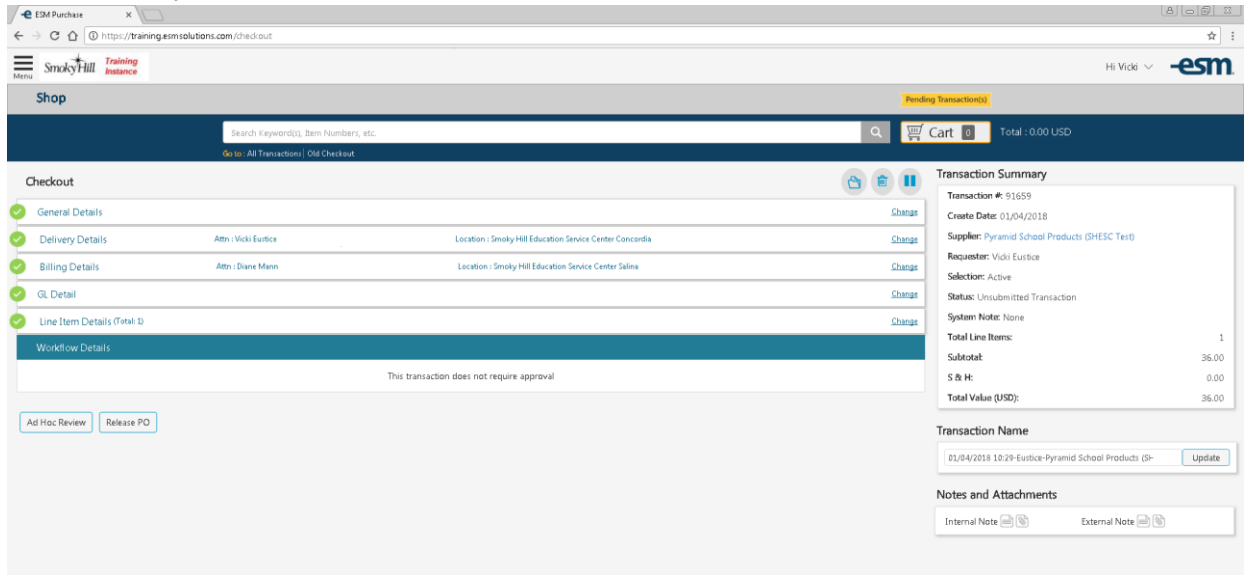 ESM Purchase
https://training.esmsolutions.com/checkout
Menu
Smoky Hill
Training
Instance
Hi Vicki
esm
Shop
Pending Transaction(s)
Search Keyword(s), Item Numbers, etc.
Cart 0
Total : 0.00 USD
Go to : All Transactions | Old Checkout
Checkout
General Details Change
Delivery Details Attn : Vicki Eustice Location : Smoky Hill Education Service Center Concordia Change
Billing Details Attn : Diane Mann Location : Smoky Hill Education Service Center Salina Change
GL Detail Change
Line Item Details (Total: 1) Change
Workflow Details
This transaction does not require approval
Ad Hoc Review Release PO
Transaction Summary
Transaction #: 91659
Create Date: 01/04/2018
Supplier: Pyramid School Products (SHESC Test)
Requester: Vicki Eustice
Selection: Active
Status: Unsubmitted Transaction
System Note: None
Total Line Items: 1
Subtotal: 36.00
S & H: 0.00
Total Value (USD): 36.00
Transaction Name
01/04/2018 10:29-Eustice-Pyramid School Products (SH Update
Notes and Attachments
Internal Note External Note